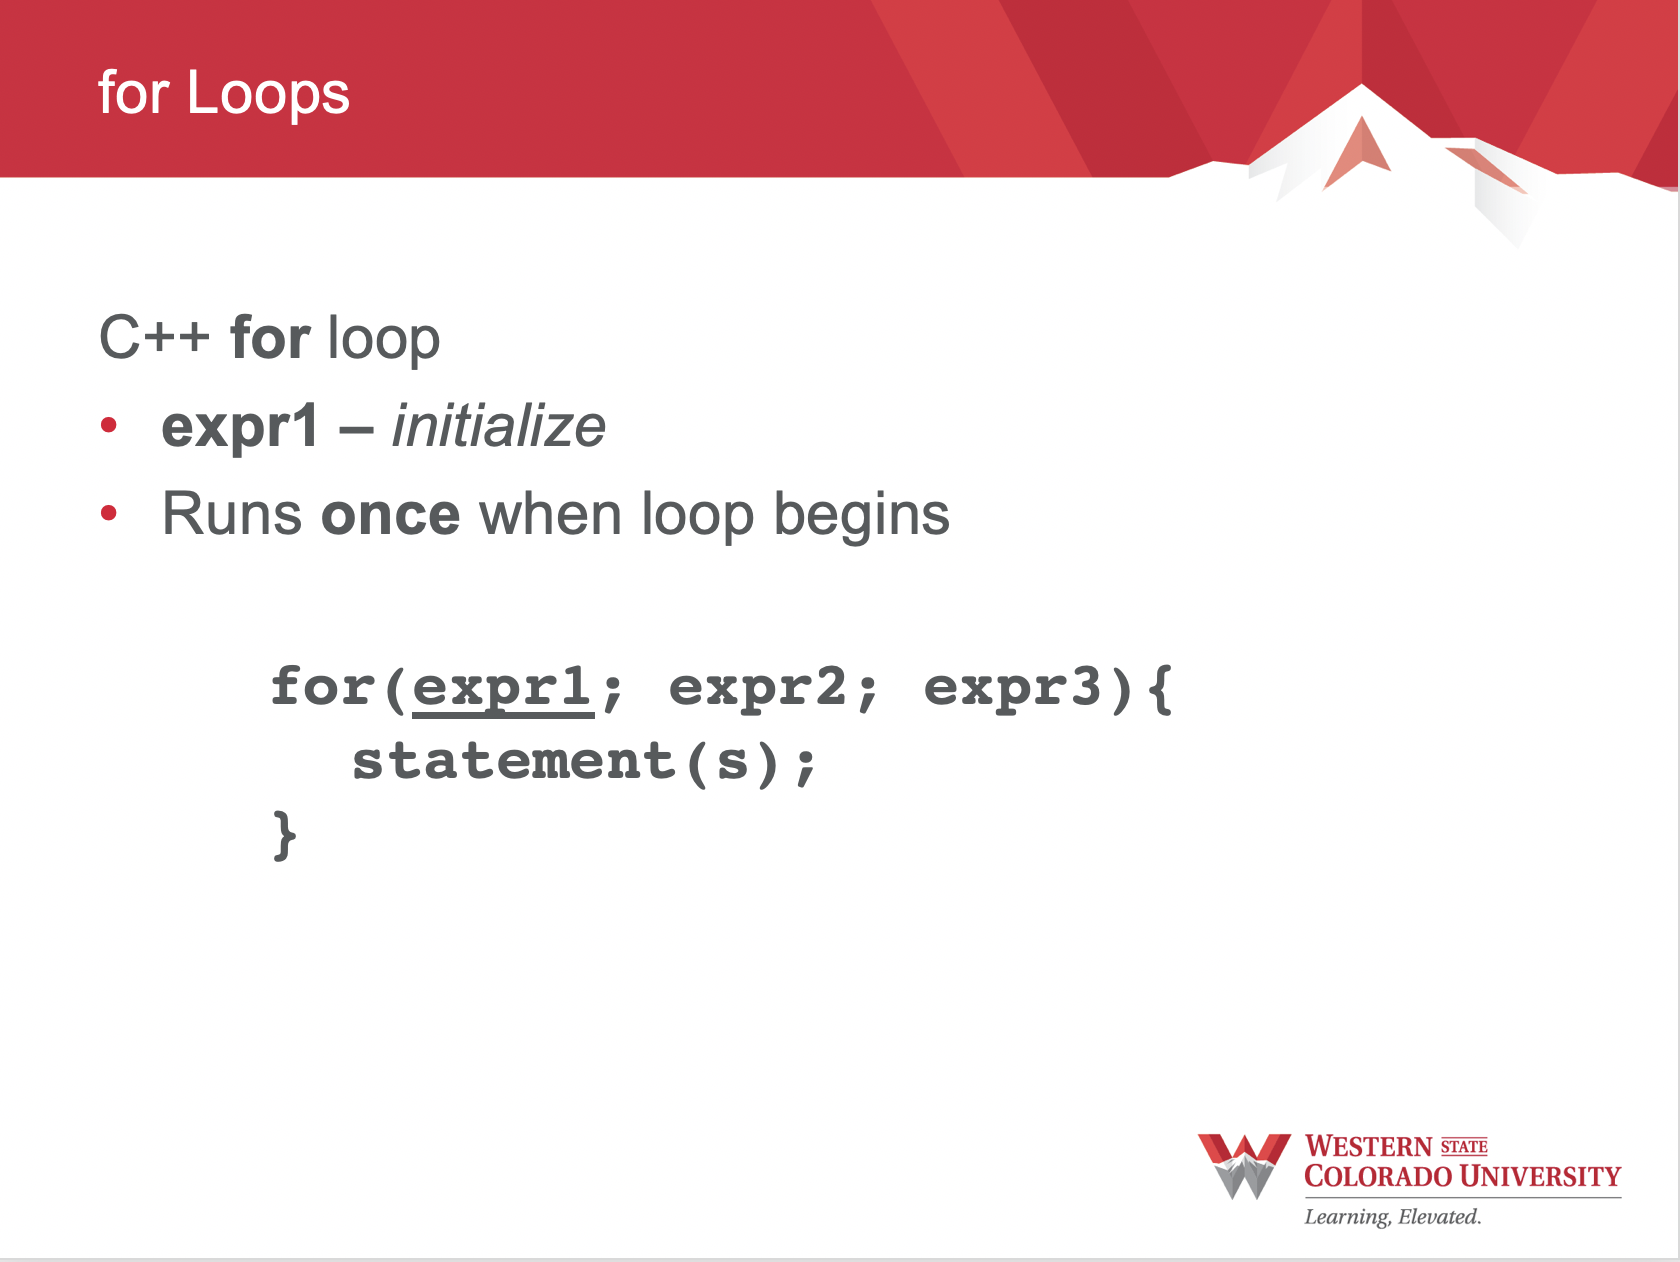 for Loops
C++ for loop
• expr1 – initialize
• Runs once when loop begins
for(expr1; expr2; expr3){
statement(s);
}
WESTERN STATE
COLORADO UNIVERSITY
Learning, Elevated.